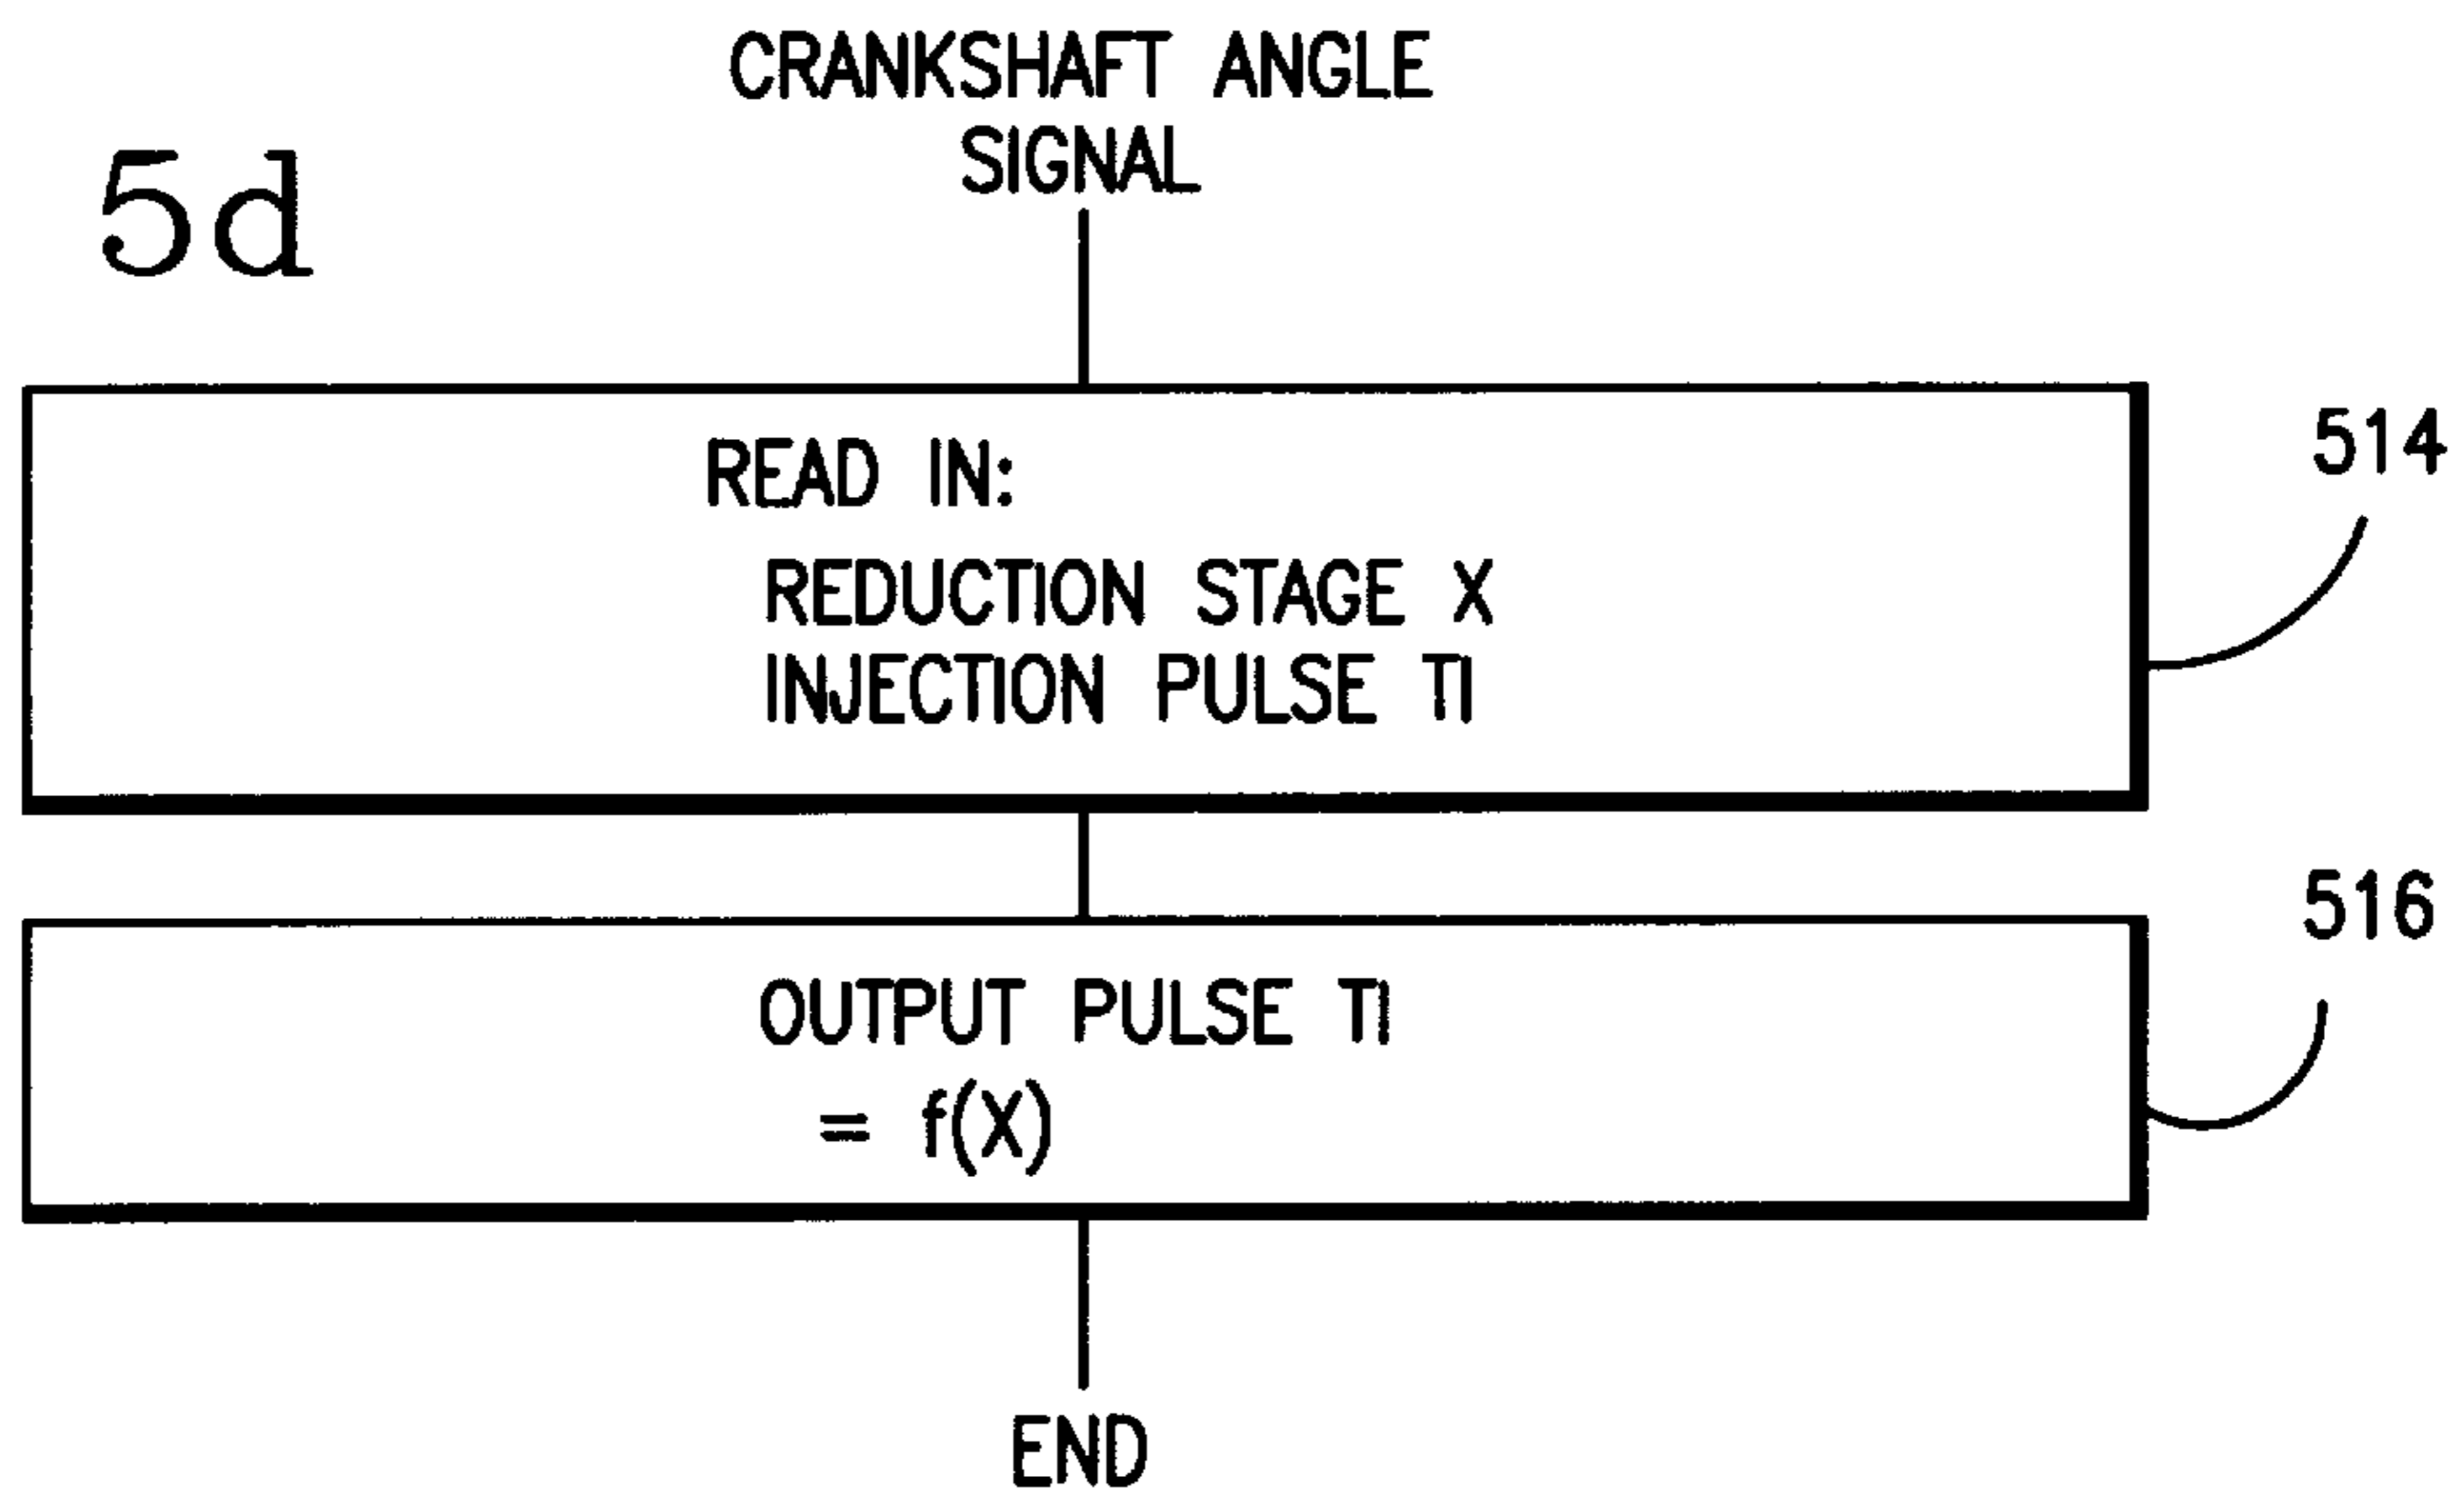 CRANKSHAFT ANGLE
SIGNAL
5d
READ IN:
REDUCTION STAGE X
INJECTION PULSE TI
514
OUTPUT PULSE TI
= f(X)
516
END